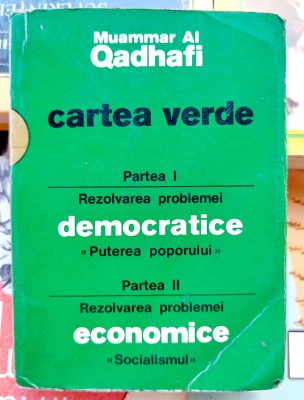 Muammar Al
Qadhafi
cartea verde
Partea I
Rezolvarea problemei
democratice
«Puterea poporului»
Partea II
Rezolvarea problemei
economice
«Socialismul»